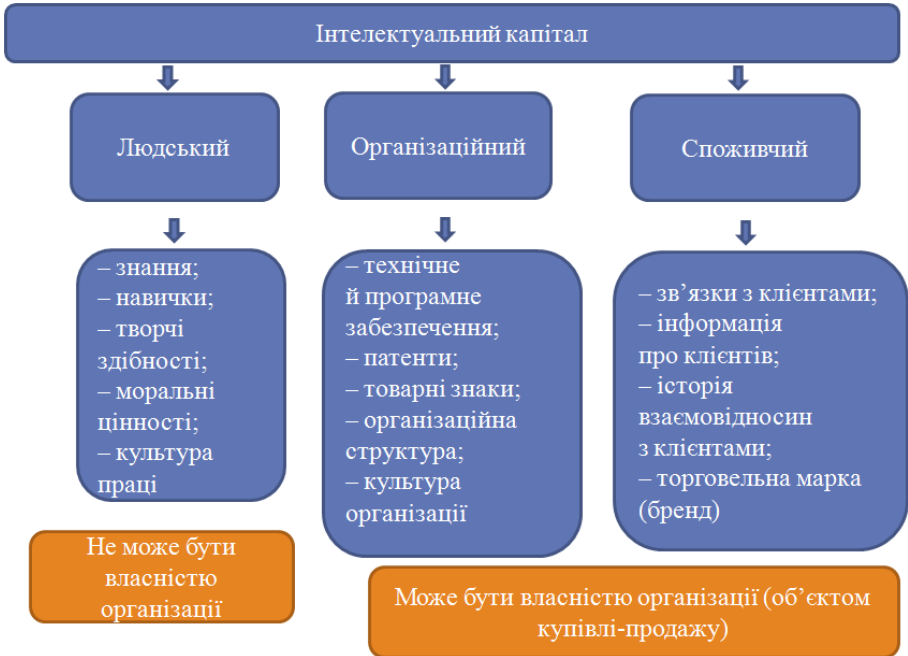 Інтелектуальний капітал
Людський
Організаційний
Споживчий
– знання;
– навички;
– творчі
здібності;
– моральні
цінності;
– культура
праці
– технічне
й програмне
забезпечення;
– патенти;
– товарні знаки;
– організаційна
структура;
– культура
організації
– зв’язки з клієнтами;
– інформація
про клієнтів;
– історія
взаємовідносин
з клієнтами;
– торговельна марка
(бренд)
Не може бути
власністю
організації
Може бути власністю організації (об’єктом
купівлі-продажу)